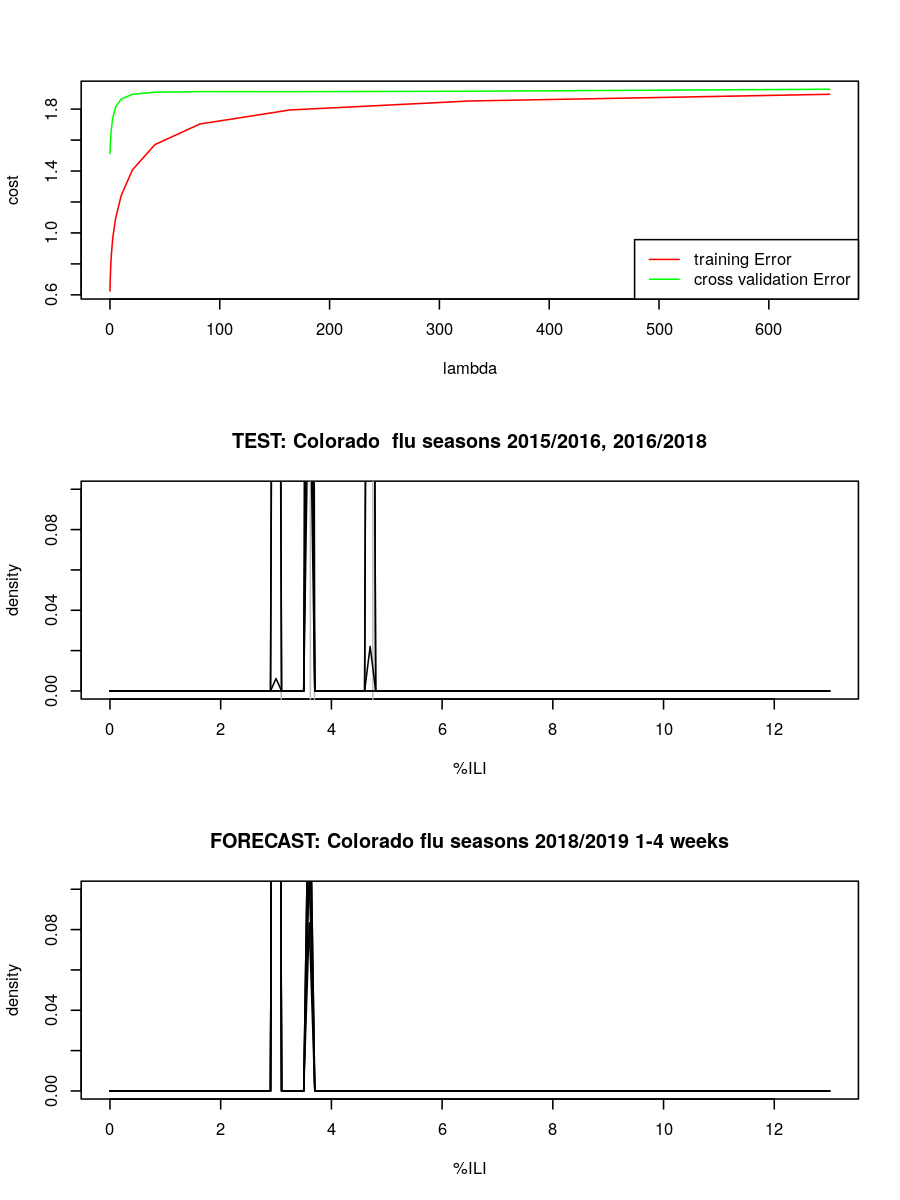 cost
0.6 1.0 1.4 1.8
training Error
cross validation Error
0 100 200 300 400 500 600
lambda
TEST: Colorado  flu seasons 2015/2016, 2016/2018
density
0.00 0.04 0.08
0 2 4 6 8 10 12
%ILI
FORECAST: Colorado flu seasons 2018/2019 1-4 weeks
density
0.00 0.04 0.08
0 2 4 6 8 10 12
%ILI